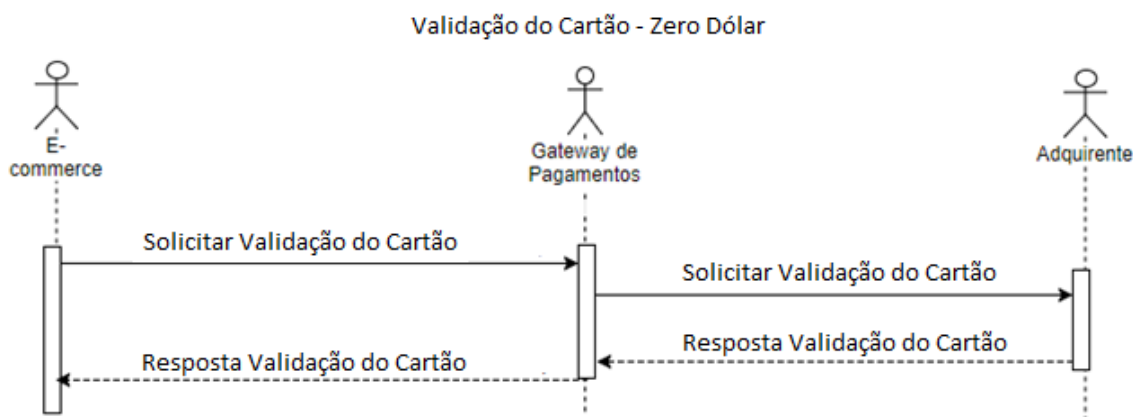 Validação do Cartão - Zero Dólar
E-
commerce
Gateway de
Pagamentos
Adquirente
Solicitar Validação do Cartão
Solicitar Validação do Cartão
Resposta Validação do Cartão
Resposta Validação do Cartão